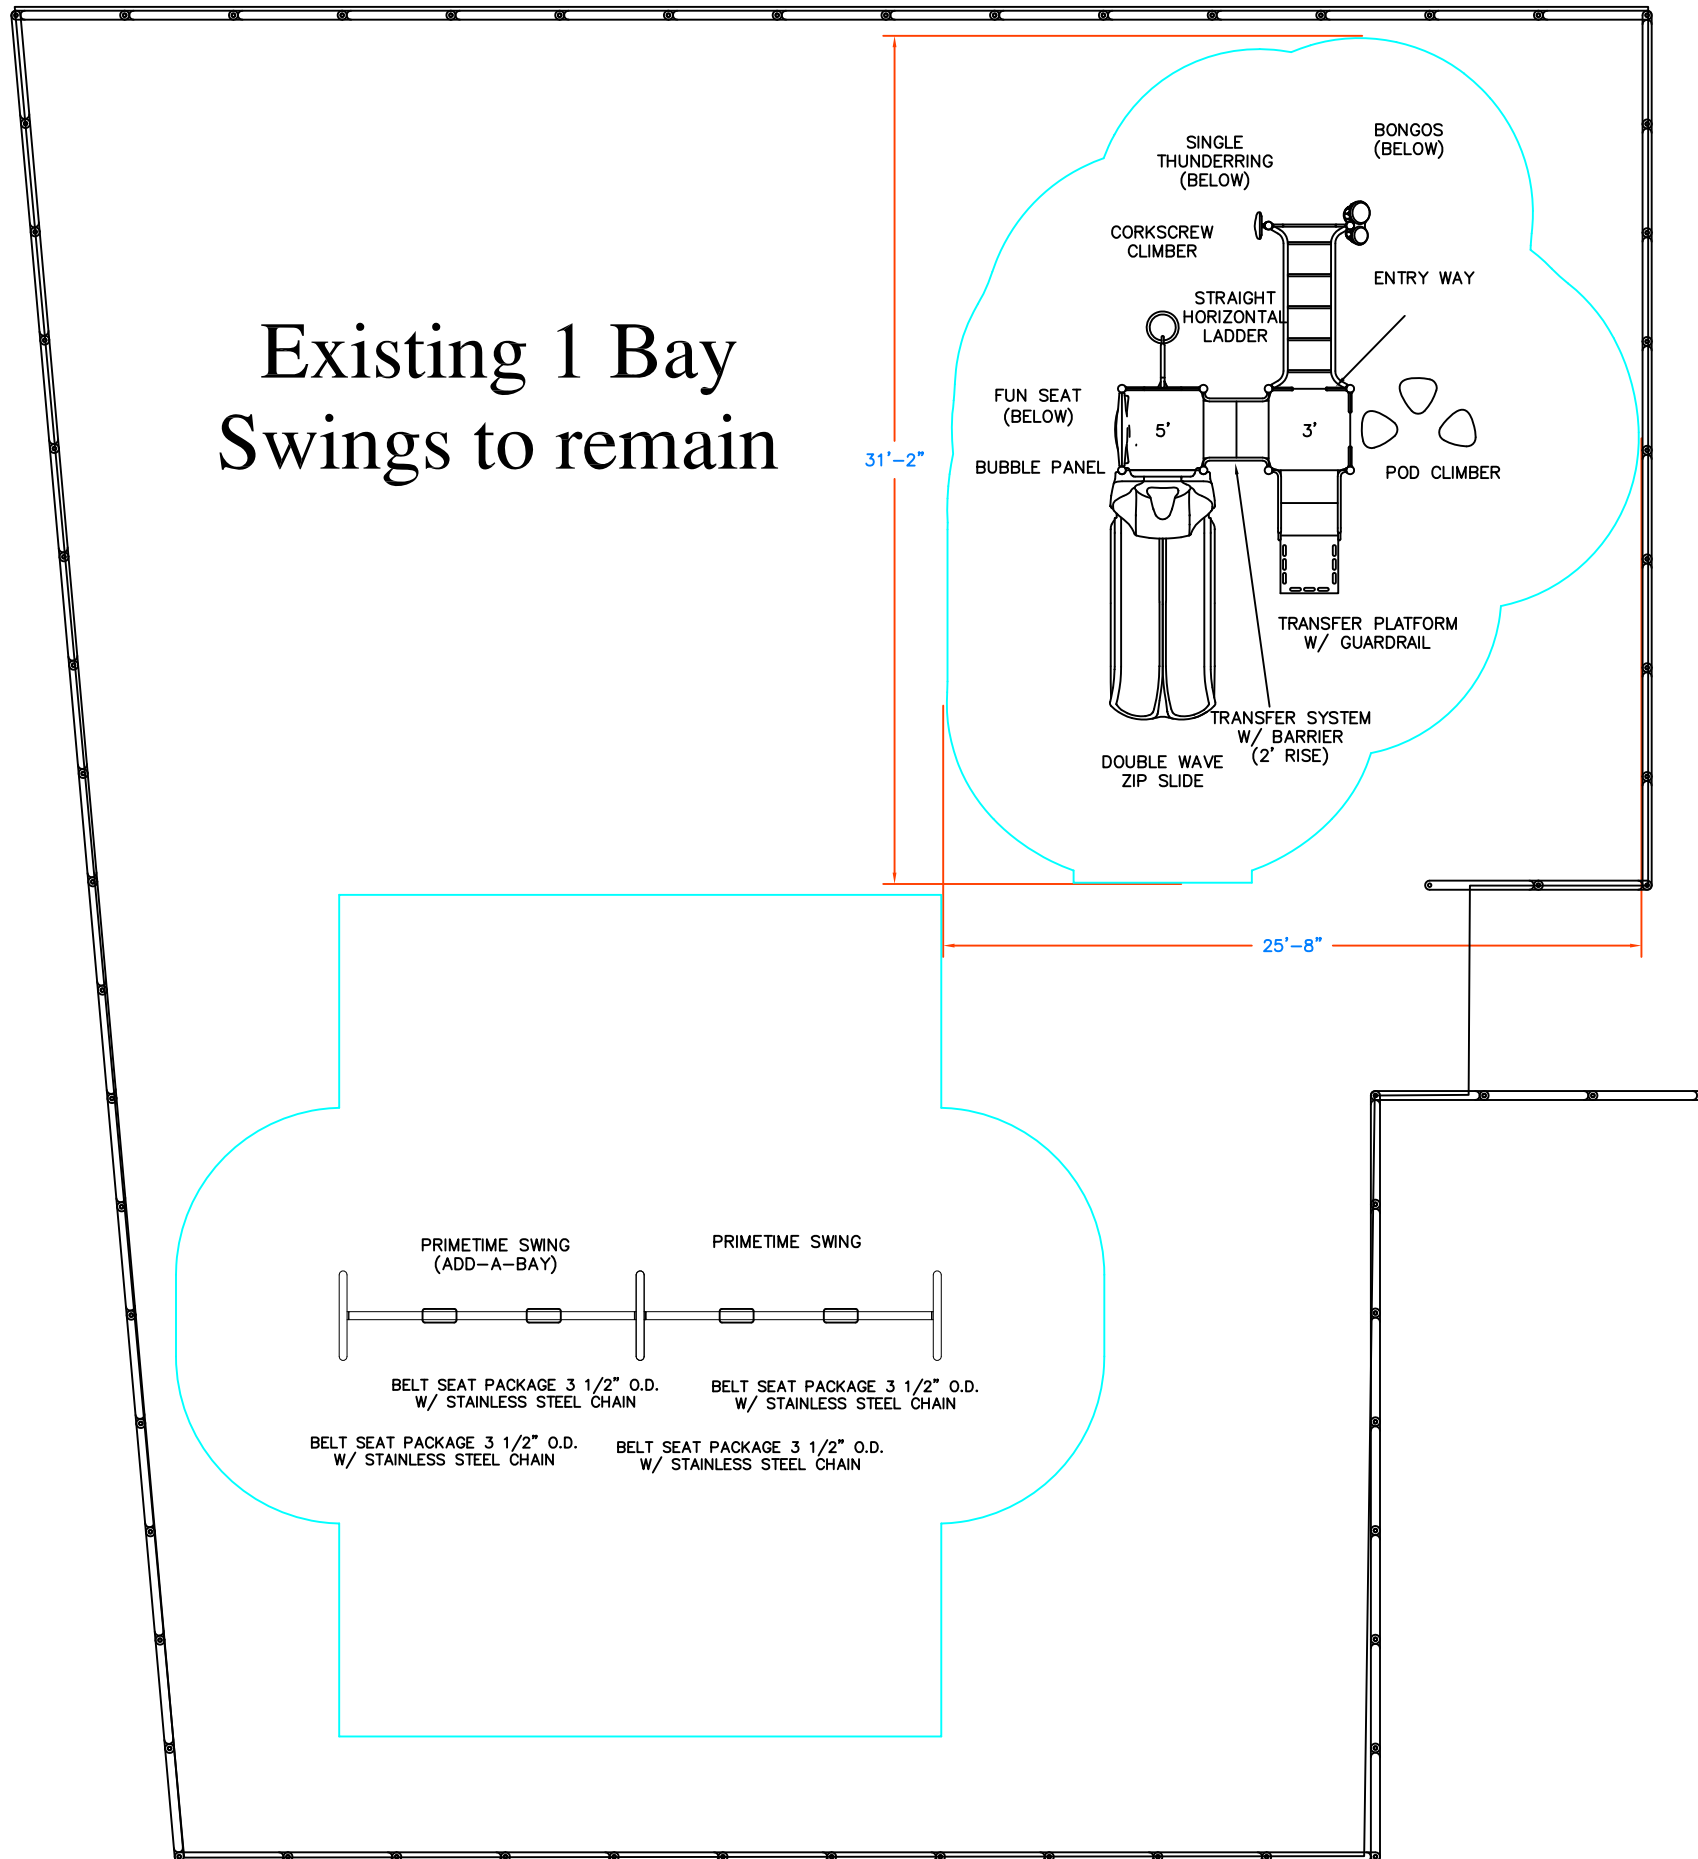 Existing 1 Bay
Swings to remain
SINGLE
THUNDERRING
(BELOW)
BONGOS
(BELOW)
CORKSCREW
CLIMBER
ENTRY WAY
STRAIGHT
HORIZONTAL
LADDER
FUN SEAT
(BELOW)
5'
3'
31'-2"
BUBBLE PANEL
POD CLIMBER
TRANSFER PLATFORM
W/ GUARDRAIL
TRANSFER SYSTEM
W/ BARRIER
(2' RISE)
DOUBLE WAVE
ZIP SLIDE
25'-8"
PRIMETIME SWING
(ADD-A-BAY)
PRIMETIME SWING
BELT SEAT PACKAGE 3 1/2" O.D.
W/ STAINLESS STEEL CHAIN
BELT SEAT PACKAGE 3 1/2" O.D.
W/ STAINLESS STEEL CHAIN
BELT SEAT PACKAGE 3 1/2" O.D.
W/ STAINLESS STEEL CHAIN
BELT SEAT PACKAGE 3 1/2" O.D.
W/ STAINLESS STEEL CHAIN